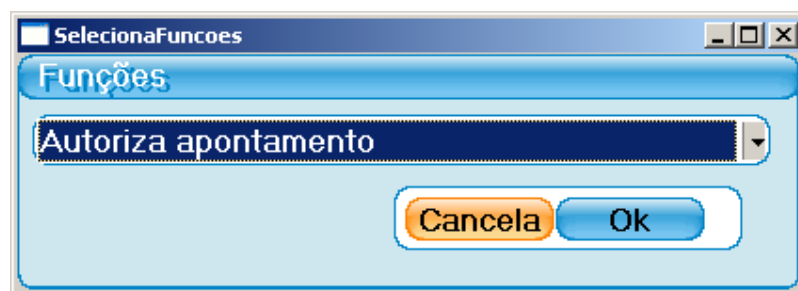 SelecionaFuncoes
Funções
Autoriza apontamento
Cancela Ok